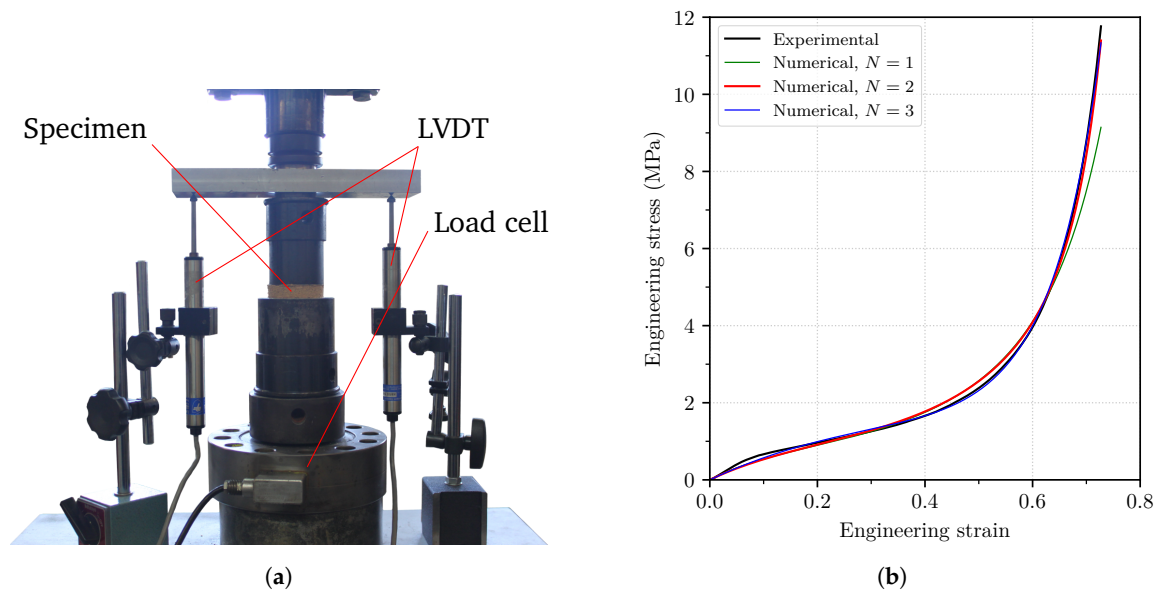 Specimen
LVDT
Load cell
(a)
Engineering stress (MPa)
12
10
8
6
4
2
0
Experimental
Numerical, N = 1
Numerical, N = 2
Numerical, N = 3
0.0 0.2 0.4 0.6 0.8
Engineering strain
(b)